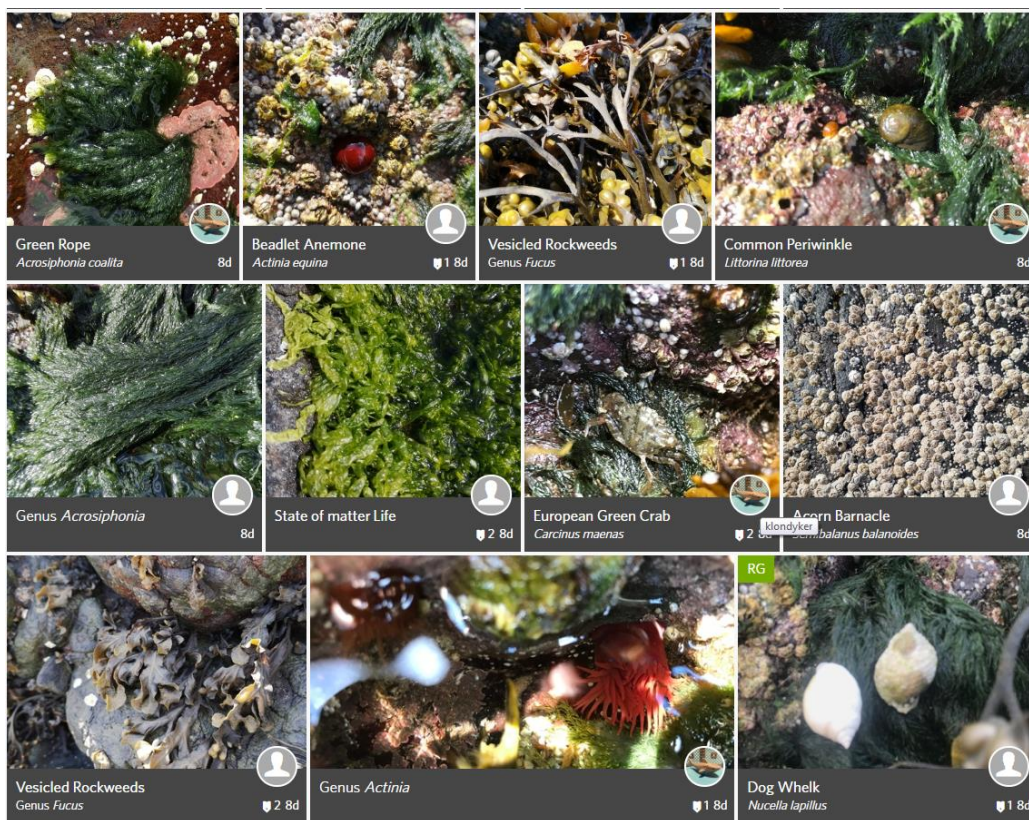 Green Rope
Acrosiphonia coalita
8d
Beadlet Anemone
Actinia equina
1 8d
Vesicled Rockweeds
Genus Fucus
1 8d
Common Periwinkle
Littorina littorea
8d
Genus Acrosiphonia
8d
State of matter Life
2 8d
European Green Crab
Carcinus maenas
2 8d
klondyker
Acorn Barnacle
Semibalanus balanoides
8d
Vesicled Rockweeds
Genus Fucus
2 8d
Genus Actinia
1 8d
RG
Dog Whelk
Nucella lapillus
1 8d